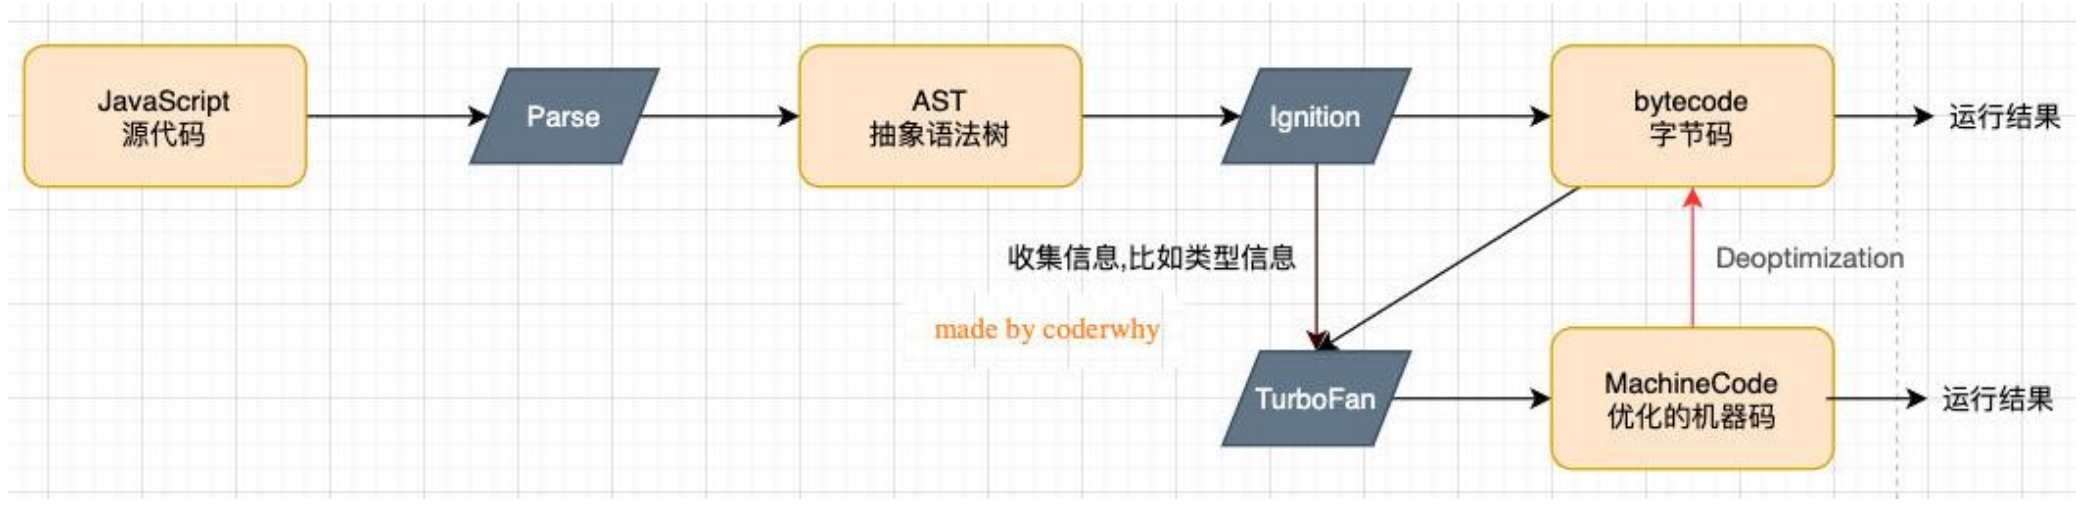 JavaScript
源代码
Parse
AST
抽象语法树
Ignition
bytecode
字节码
运行结果
收集信息,比如类型信息
Deoptimization
made by coderwhy
TurboFan
MachineCode
优化的机器码
运行结果